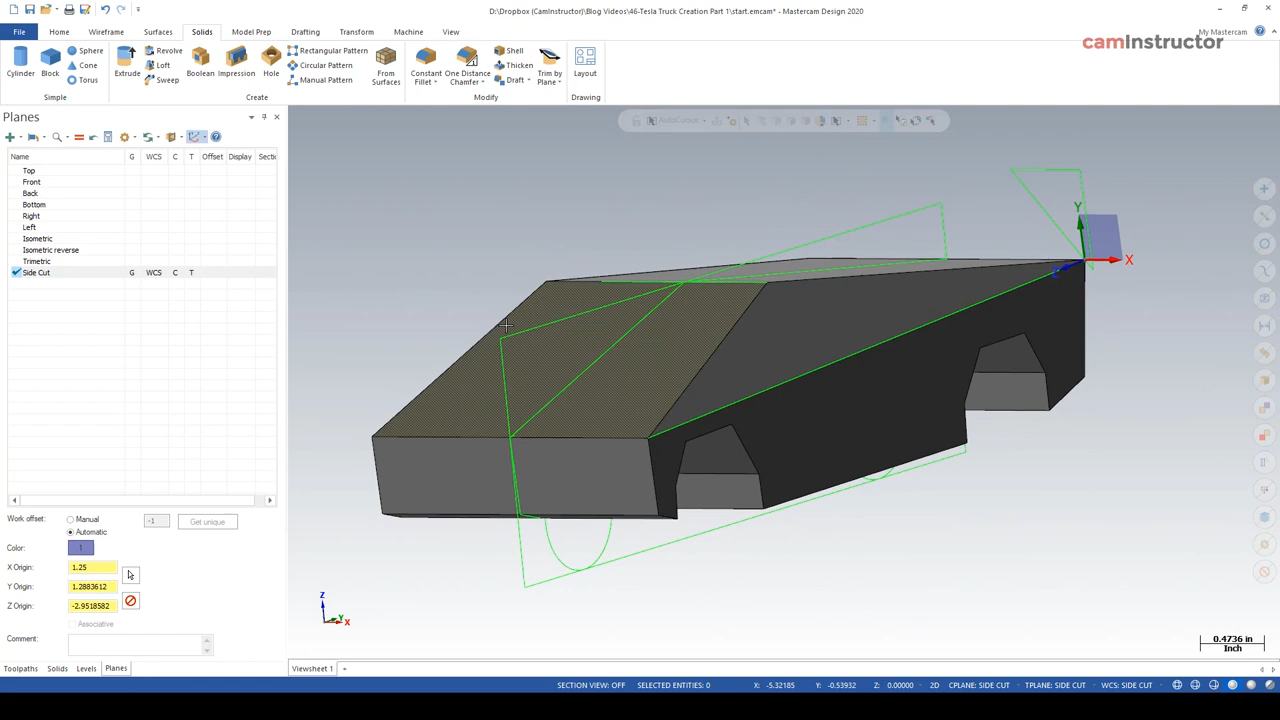 D:\Dropbox (CamInstructor)\Blog Videos\46-Tesla Truck Creation Part 1\start.emcam* - Mastercam Design 2020
File Home Wireframe Surfaces Solids Model Prep Drafting Transform Machine View
My Mastercam
camInstructor
Cylinder Block Sphere Cone Torus
Simple
Extrude Revolve Loft Sweep Boolean Impression Hole Rectangular Pattern Circular Pattern Manual Pattern From Surfaces
Create
Constant Fillet One Distance Chamfer Shell Thicken Draft Trim by Plane
Modify
Layout
Drawing
Planes
AutoCursor
Name G WCS C T Offset Display Secti
Top
Front
Back
Bottom
Right
Left
Isometric
Isometric reverse
Trimetric
Side Cut G WCS C T
Y
X
Z
Work offset: Manual -1 Get unique
Automatic
Color: 1
X Origin: 1.25
Y Origin: 1.2883612
Z Origin: -2.9518582
Associative
Comment:
Z
Y
X
0.4736 in
Inch
Toolpaths Solids Levels Planes
Viewsheet 1 +
SECTION VIEW: OFF SELECTED ENTITIES: 0 X: -5.32185 Y: -0.53932 Z: 0.00000 2D CPLANE: SIDE CUT TPLANE: SIDE CUT WCS: SIDE CUT